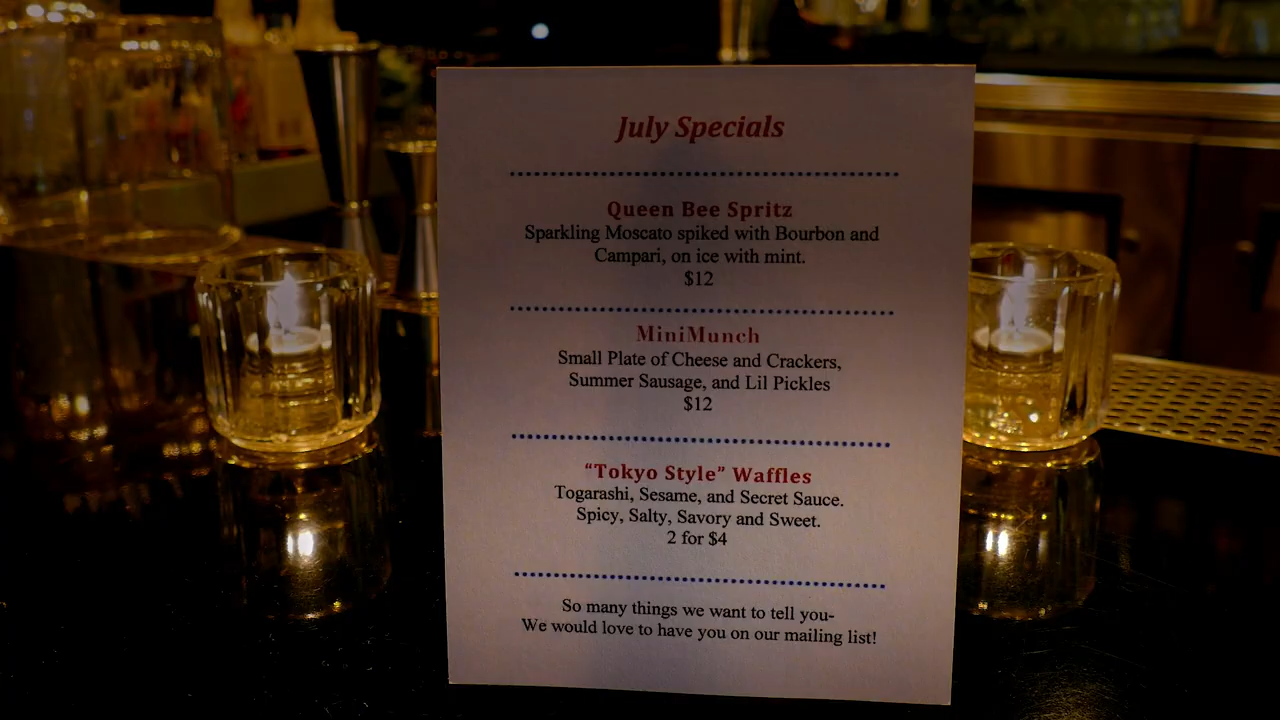 July Specials
Queen Bee Spritz
Sparkling Moscato spiked with Bourbon and
Campari, on ice with mint.
$12
MiniMunch
Small Plate of Cheese and Crackers,
Summer Sausage, and Lil Pickles
$12
“Tokyo Style” Waffles
Togarashi, Sesame, and Secret Sauce.
Spicy, Salty, Savory and Sweet.
2 for $4
So many things we want to tell you-
We would love to have you on our mailing list!